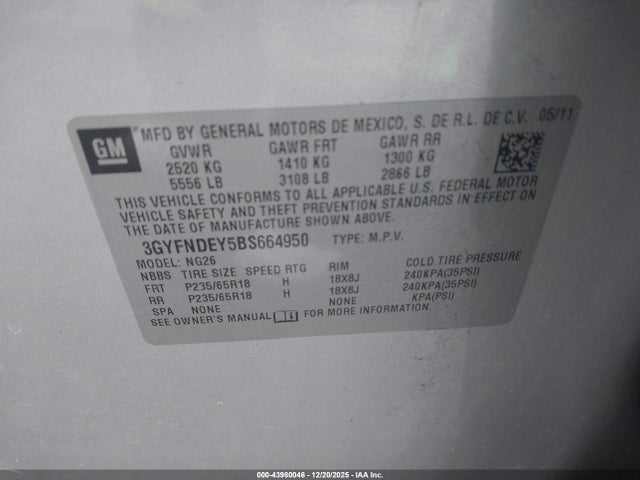 GM
MFD BY GENERAL MOTORS DE MEXICO, S. DE R.L. DE C.V. 05/11
GVWR GAWR FRT GAWR RR
2520 KG 1410 KG 1300 KG
5556 LB 3108 LB 2866 LB
THIS VEHICLE CONFORMS TO ALL APPLICABLE U.S. FEDERAL MOTOR
VEHICLE SAFETY AND THEFT PREVENTION STANDARDS IN EFFECT ON
THE DATE OF MANUFACTURE SHOWN ABOVE.
3GYFNDEY5BS664950 TYPE: M.P.V.
MODEL: NG26
NBBS TIRE SIZE SPEED RTG RIM COLD TIRE PRESSURE
FRT P235/65R18 H 18X8J 240KPA(35PSI)
RR P235/65R18 H 18X8J 240KPA(35PSI)
SPA NONE NONE KPA(PSI)
SEE OWNER'S MANUAL FOR MORE INFORMATION.
000-43980046 - 12/20/2025 - IAA Inc.